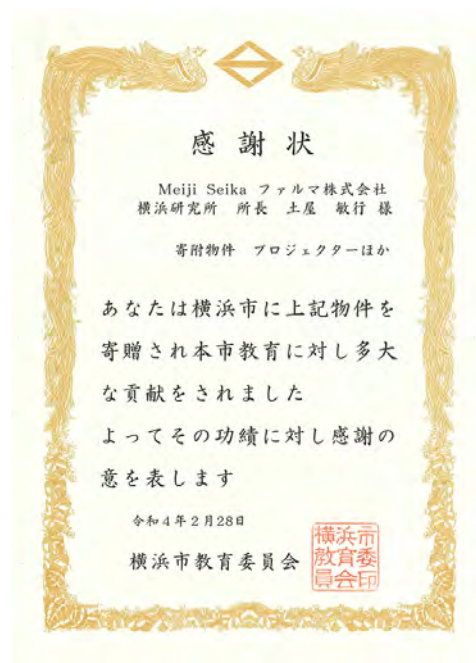 感謝状
Meiji Seika ファルマ株式会社
横浜研究所 所長 土屋 敏行 様
寄附物件 プロジェクターほか
あなたは横浜市に上記物件を
寄贈され本市教育に対し多大
な貢献をされました
よってその功績に対し感謝の
意を表します
令和4年2月28日
横浜市教育委員会
横浜市
教育委
員会印